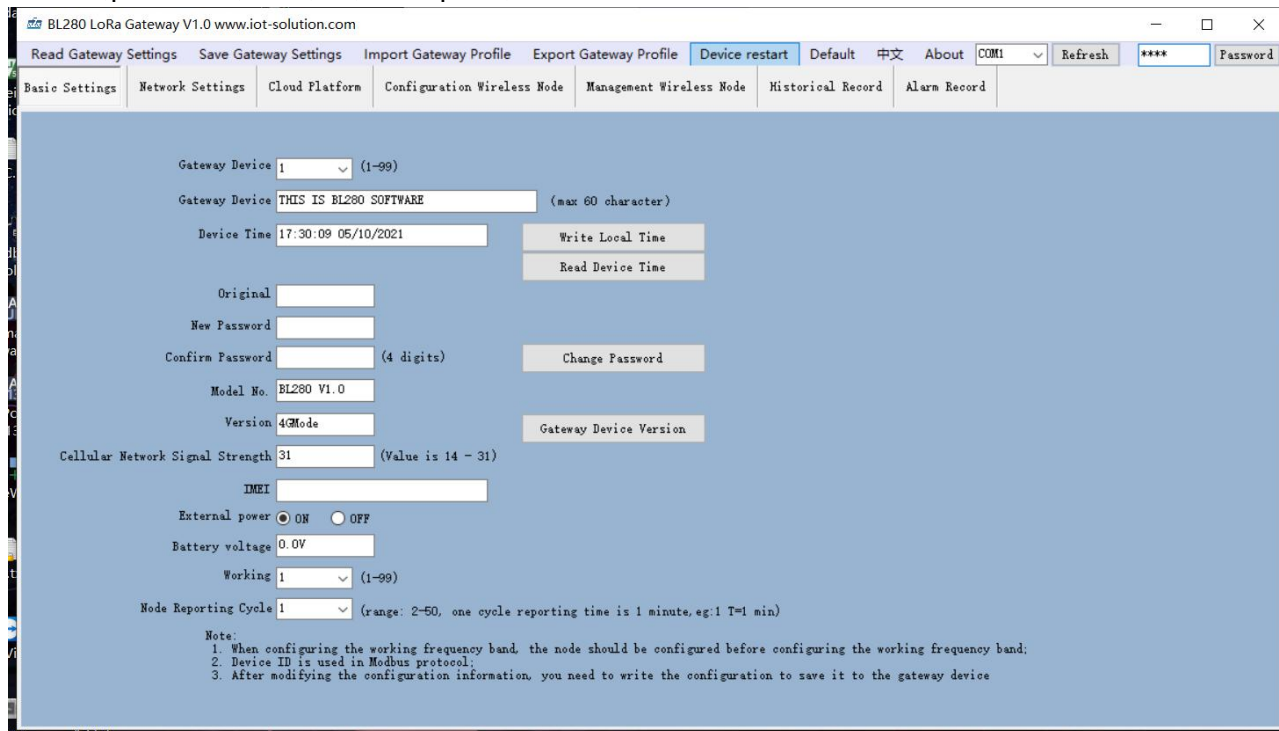 BL280 LoRa Gateway V1.0 www.iot-solution.com
Read Gateway Settings Save Gateway Settings Import Gateway Profile Export Gateway Profile Device restart Default 中文 About COM1 Refresh **** Password
Basic Settings Network Settings Cloud Platform Configuration Wireless Node Management Wireless Node Historical Record Alarm Record
Gateway Device 1 (1-99)
Gateway Device THIS IS BL280 SOFTWARE (max 60 character)
Device Time 17:30:09 05/10/2021 Write Local Time
Read Device Time
Original
New Password
Confirm Password (4 digits) Change Password
Model No. BL280 V1.0
Version 4GMode Gateway Device Version
Cellular Network Signal Strength 31 (Value is 14 - 31)
IMEI
External power ON OFF
Battery voltage 0.0V
Working 1 (1-99)
Node Reporting Cycle 1 (range: 2-50, one cycle reporting time is 1 minute,eg:1 T=1 min)
Note:
1. When configuring the working frequency band, the node should be configured before configuring the working frequency band;
2. Device ID is used in Modbus protocol;
3. After modifying the configuration information, you need to write the configuration to save it to the gateway device